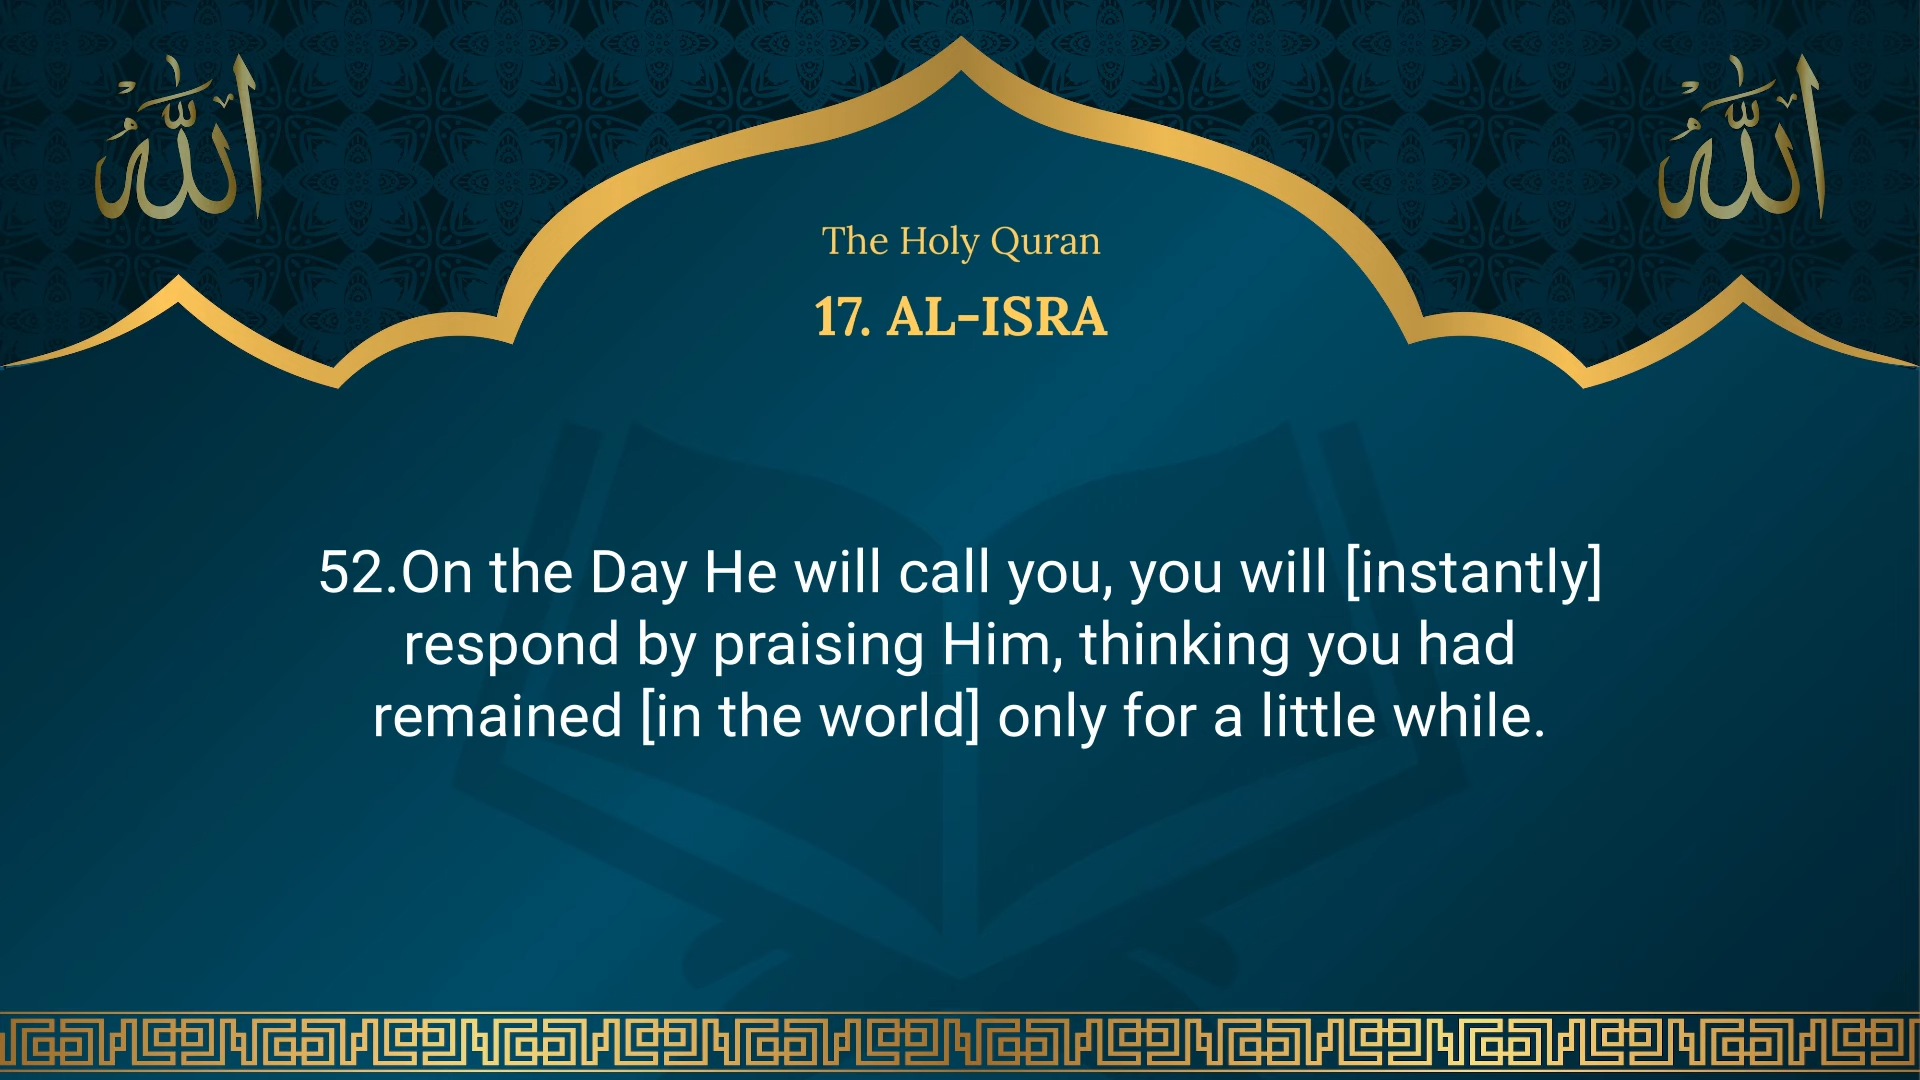 الله
الله
The Holy Quran
17. AL-ISRA
52.On the Day He will call you, you will [instantly]
respond by praising Him, thinking you had
remained [in the world] only for a little while.